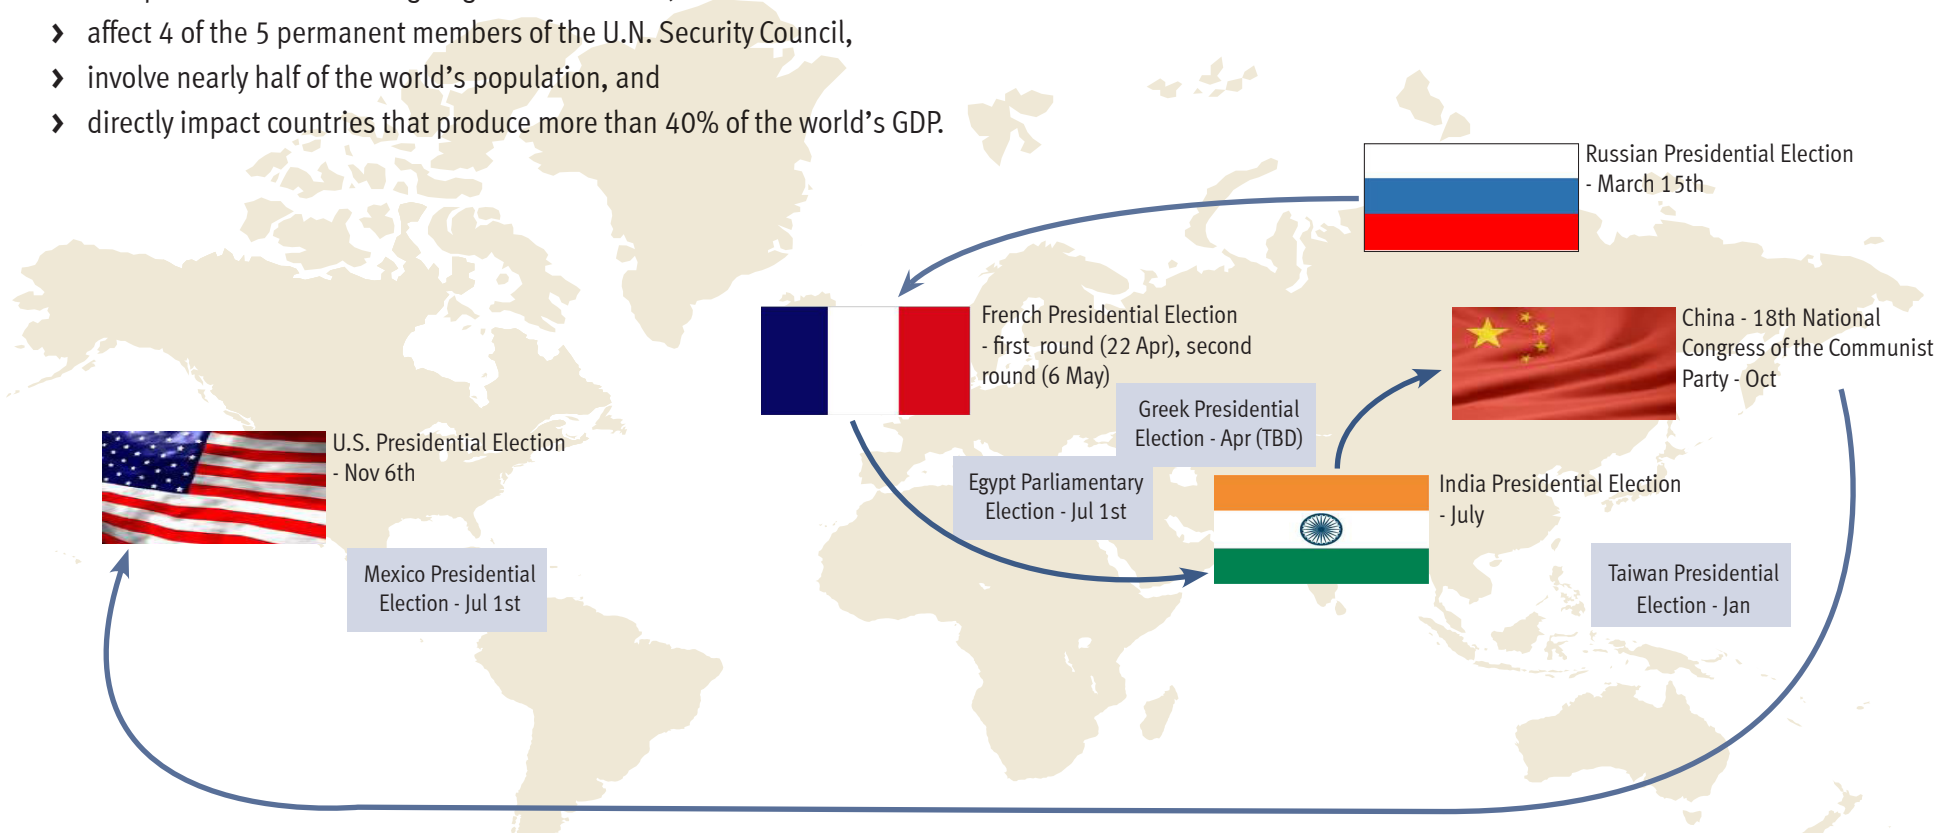 › affect 4 of the 5 permanent members of the U.N. Security Council,
› involve nearly half of the world’s population, and
› directly impact countries that produce more than 40% of the world’s GDP.
Russian Presidential Election
- March 15th
French Presidential Election
- first round (22 Apr), second
round (6 May)
China - 18th National
Congress of the Communist
Party - Oct
Greek Presidential
Election - Apr (TBD)
U.S. Presidential Election
- Nov 6th
Egypt Parliamentary
Election - Jul 1st
India Presidential Election
- July
Mexico Presidential
Election - Jul 1st
Taiwan Presidential
Election - Jan